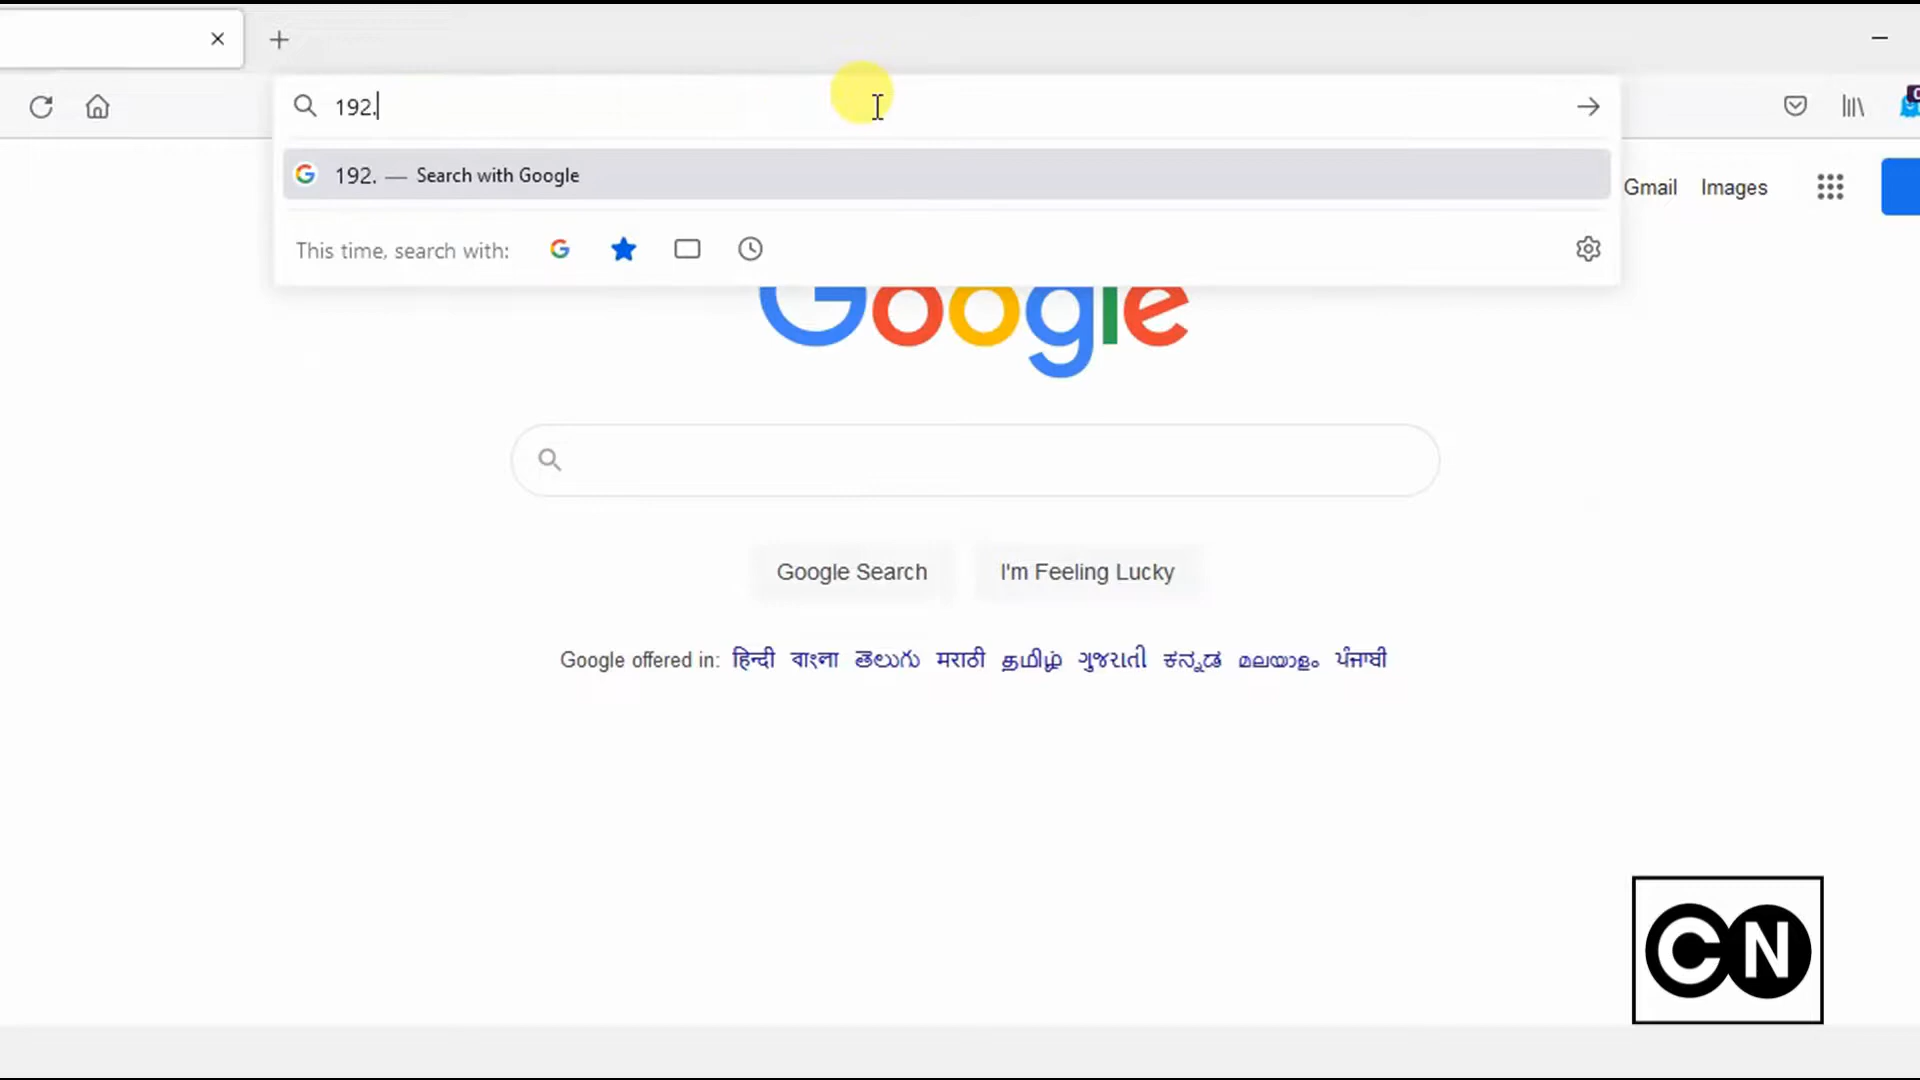 192.
192. — Search with Google
Gmail Images
This time, search with:
Google
Google Search I'm Feeling Lucky
Google offered in: हिन्दी বাংলা తెలుగు मराठी தமிழ் ગુજરાતી ಕನ್ನಡ മലയാളം ਪੰਜਾਬੀ
CN